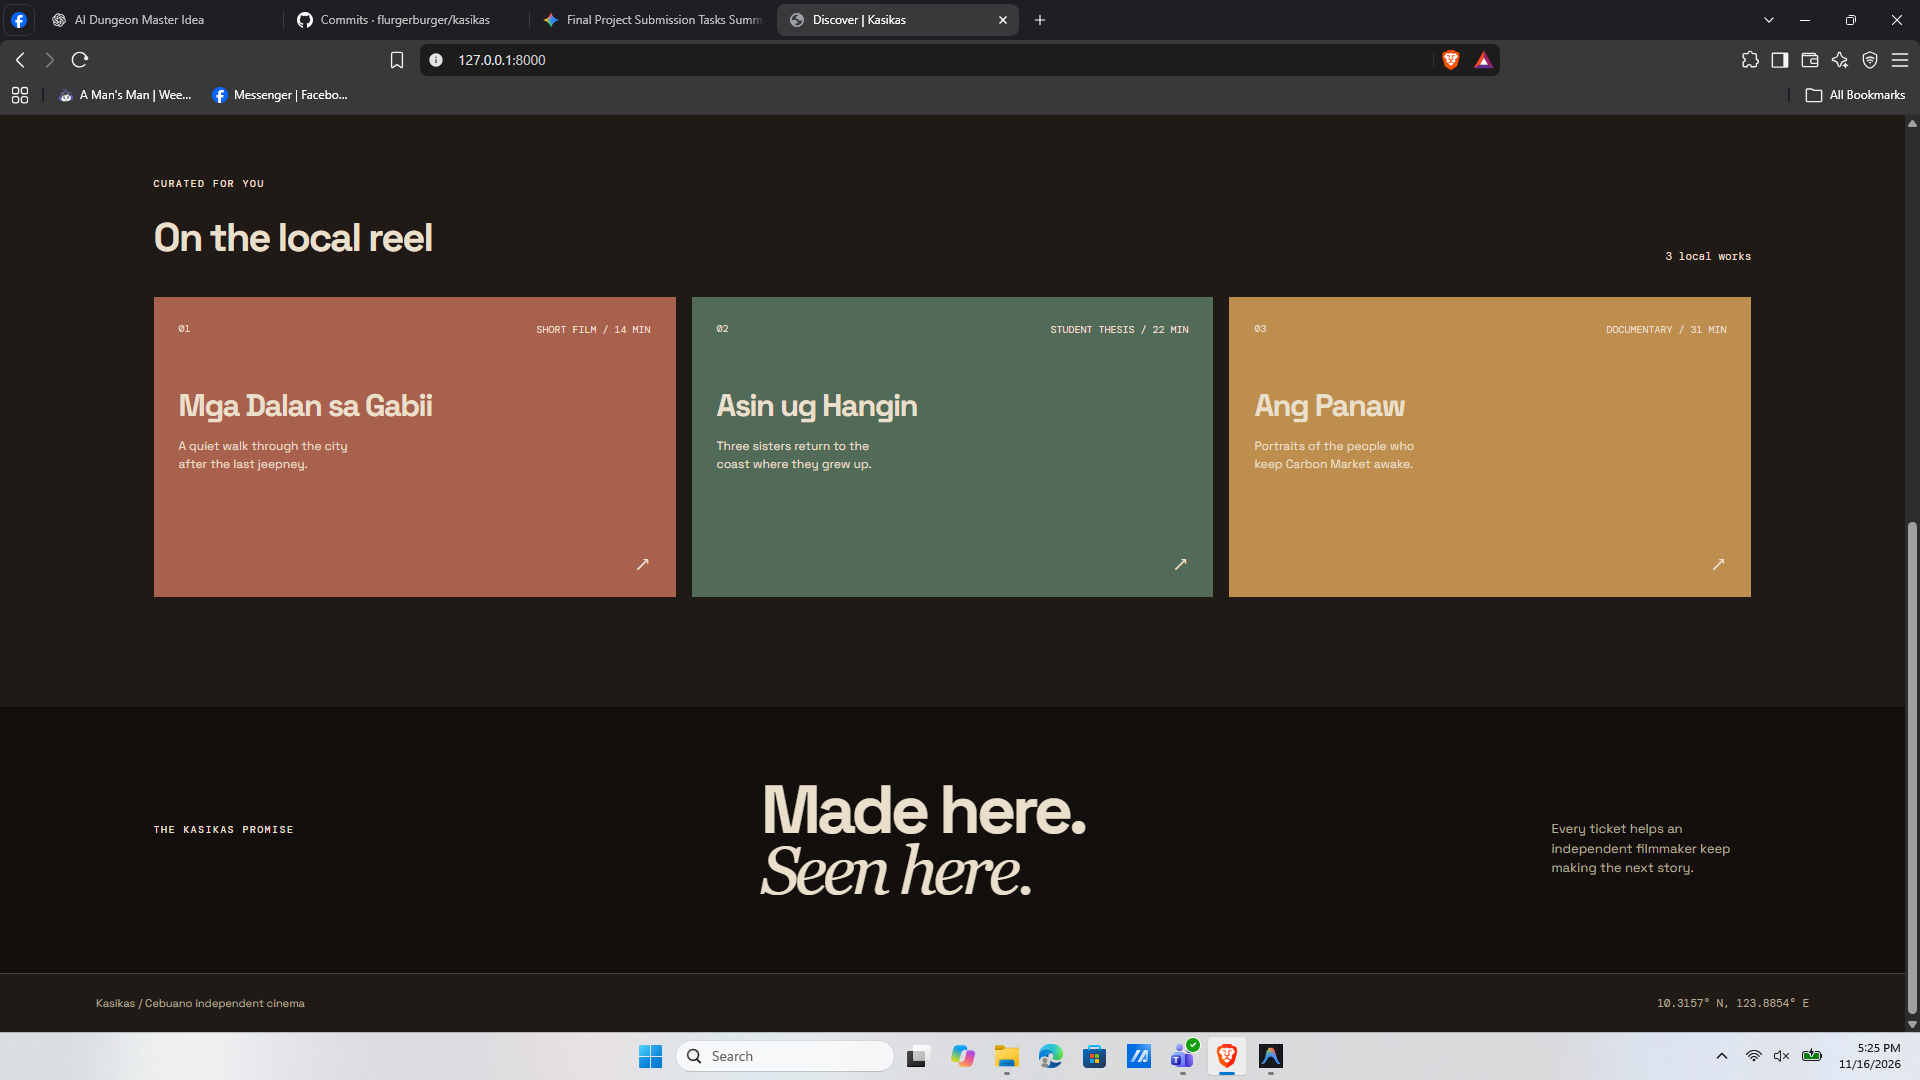 AI Dungeon Master Idea
Commits · flurgerburger/kasikas
Final Project Submission Tasks Summ
Discover | Kasikas
127.0.0.1:8000
A Man's Man | Wee...
Messenger | Facebo...
All Bookmarks
CURATED FOR YOU
On the local reel
3 local works
01
SHORT FILM / 14 MIN
Mga Dalan sa Gabii
A quiet walk through the city
after the last jeepney.
↗
02
STUDENT THESIS / 22 MIN
Asin ug Hangin
Three sisters return to the
coast where they grew up.
↗
03
DOCUMENTARY / 31 MIN
Ang Panaw
Portraits of the people who
keep Carbon Market awake.
↗
THE KASIKAS PROMISE
Made here.
Seen here.
Every ticket helps an
independent filmmaker keep
making the next story.
Kasikas / Cebuano independent cinema
10.3157° N, 123.8854° E
Search
5:25 PM
11/16/2026